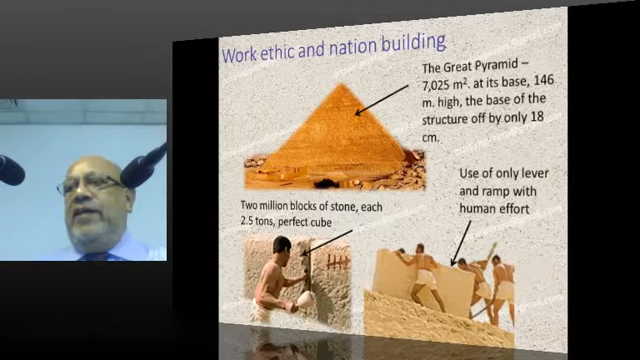 Work ethic and nation building
The Great Pyramid –
7,025 m². at its base, 146
m. high, the base of the
structure off by only 18
cm.
Use of only lever
and ramp with
human effort
Two million blocks of stone, each
2.5 tons, perfect cube